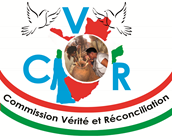 V
C R
Commission Vérité et Réconciliation